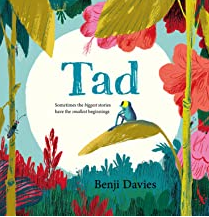 Tad
Sometimes the biggest stories
have the smallest beginnings
Benji Davies